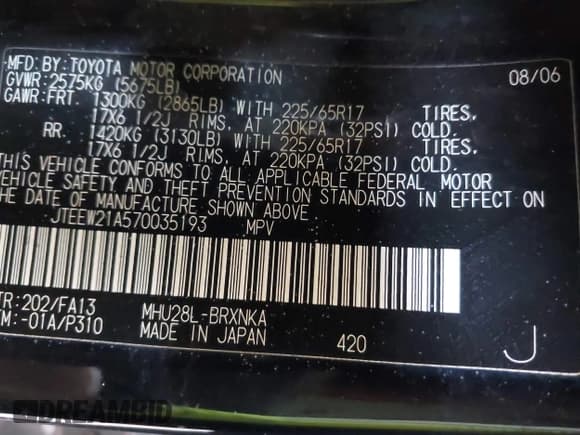 MFD. BY: TOYOTA MOTOR CORPORATION 08/06
GVWR: 2575KG (5675LB)
GAWR: FRT. 1300KG (2865LB) WITH 225/65R17 TIRES,
17X6 1/2J RIMS, AT 220KPA (32PSI) COLD.
RR. 1420KG (3130LB) WITH 225/65R17 TIRES,
17X6 1/2J RIMS, AT 220KPA (32PSI) COLD.
THIS VEHICLE CONFORMS TO ALL APPLICABLE FEDERAL MOTOR
VEHICLE SAFETY AND THEFT PREVENTION STANDARDS IN EFFECT ON
THE DATE OF MANUFACTURE SHOWN ABOVE.
JTEEW21A570035193 MPV
TR: 202/FA13 MHU28L-BRXNKA
TM: -01A/P310 MADE IN JAPAN 420 J
DREAMBID